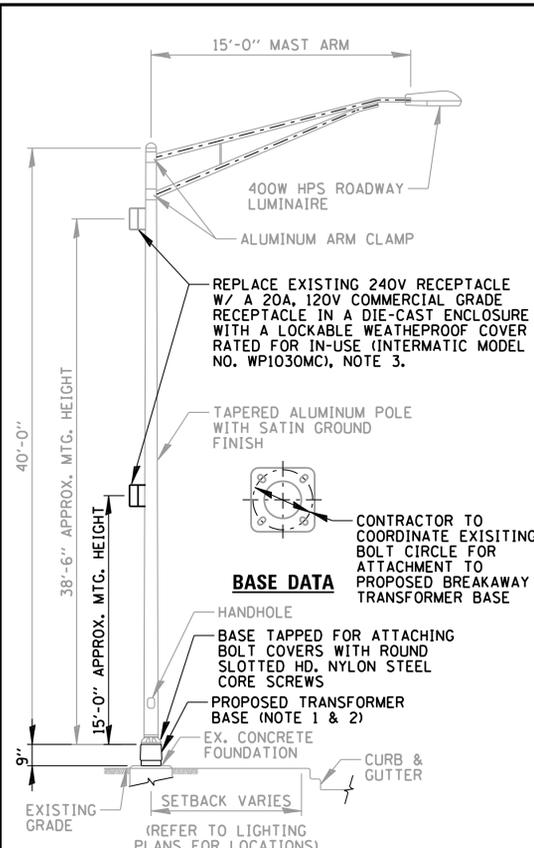 15'-0" MAST ARM
400W HPS ROADWAY
LUMINAIRE
ALUMINUM ARM CLAMP
REPLACE EXISTING 240V RECEPTACLE
W/ A 20A, 120V COMMERCIAL GRADE
RECEPTACLE IN A DIE-CAST ENCLOSURE
WITH A LOCKABLE WEATHEPROOF COVER
RATED FOR IN-USE (INTERMATIC MODEL
NO. WP1030MC), NOTE 3.
TAPERED ALUMINUM POLE
WITH SATIN GROUND
FINISH
40'-0"
38'-6" APPROX. MTG. HEIGHT
15'-0" APPROX. MTG. HEIGHT
CONTRACTOR TO
COORDINATE EXISITING
BOLT CIRCLE FOR
ATTACHMENT TO
PROPOSED BREAKAWAY
TRANSFORMER BASE
BASE DATA
HANDHOLE
BASE TAPPED FOR ATTACHING
BOLT COVERS WITH ROUND
SLOTTED HD. NYLON STEEL
CORE SCREWS
PROPOSED TRANSFORMER
BASE (NOTE 1 & 2)
EX. CONCRETE
FOUNDATION
9"
CURB &
GUTTER
EXISTING
GRADE
SETBACK VARIES
(REFER TO LIGHTING
PLANS FOR LOCATIONS)